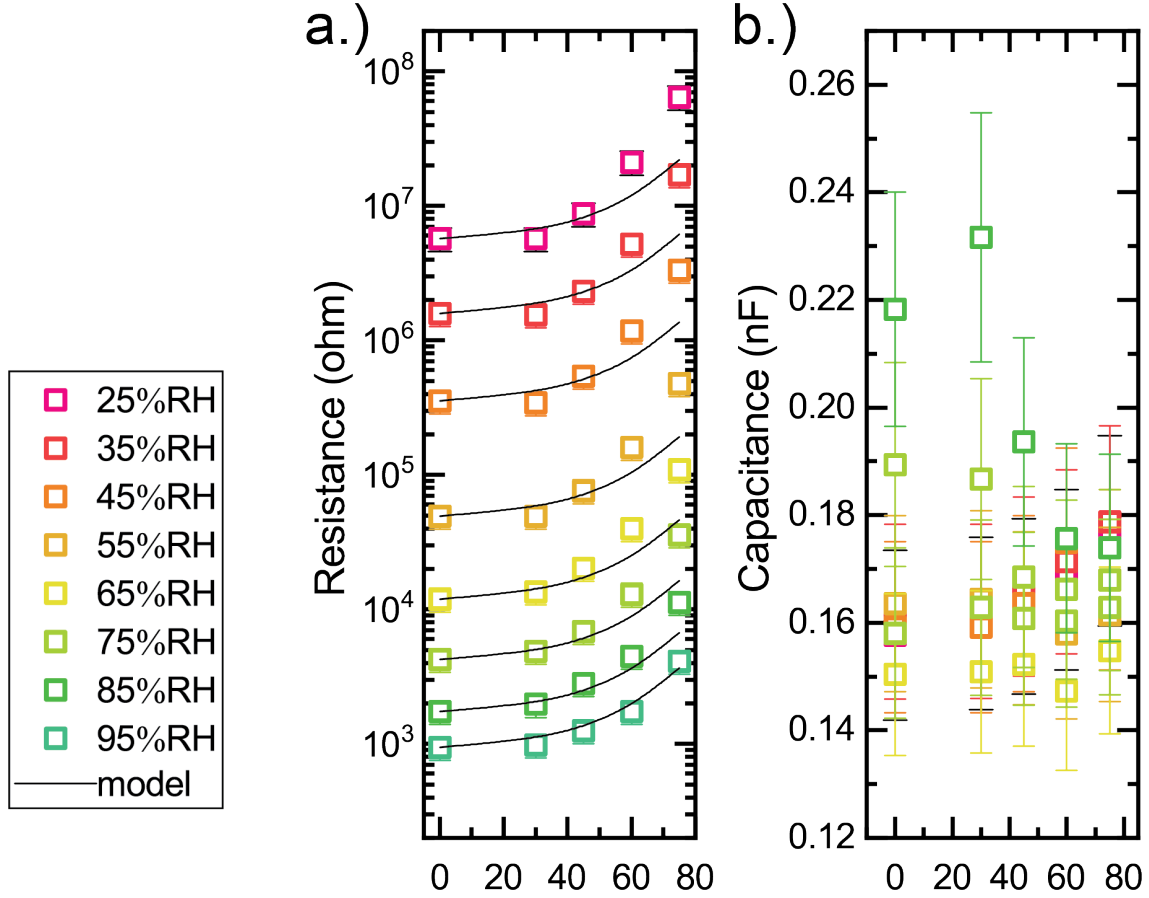 a.)
b.)
Resistance (ohm)
10⁸
10⁷
10⁶
10⁵
10⁴
10³
0 20 40 60 80
Capacitance (nF)
0.26
0.24
0.22
0.20
0.18
0.16
0.14
0.12
0 20 40 60 80
25%RH
35%RH
45%RH
55%RH
65%RH
75%RH
85%RH
95%RH
model